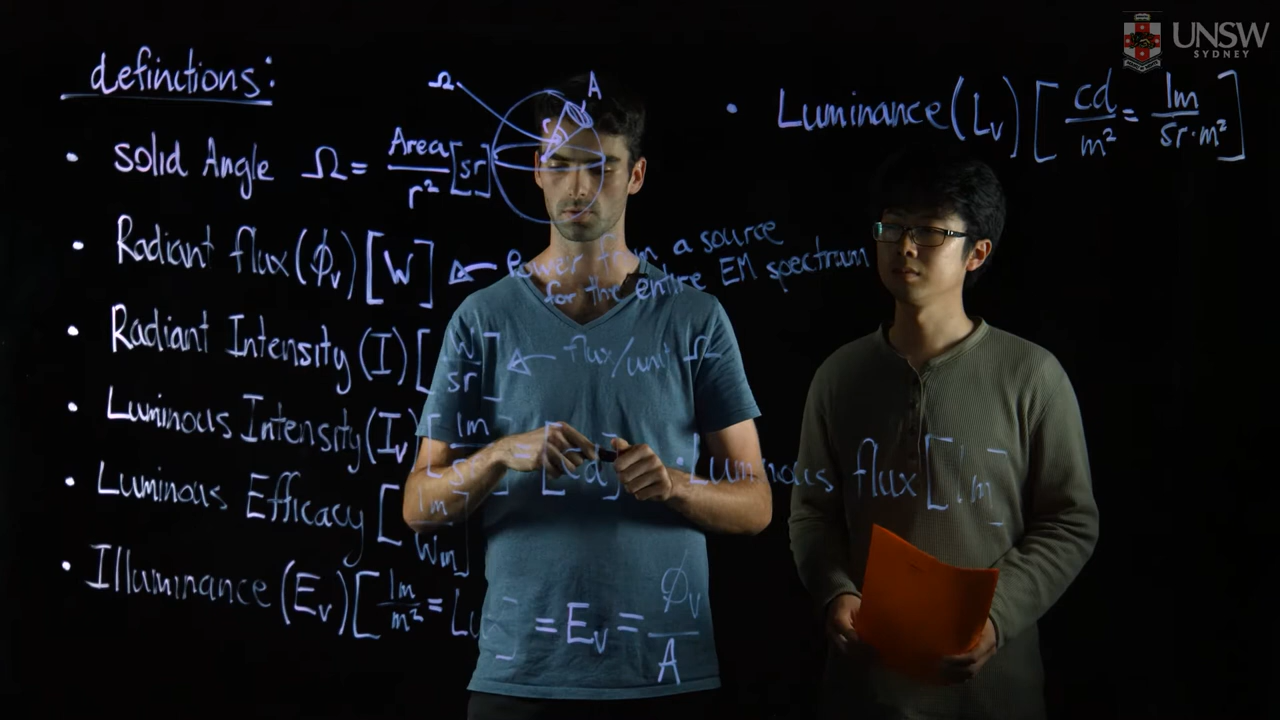 definctions:
• Solid Angle Ω = Area/r² [sr]
Ω
A
r
• Radiant flux (ϕᵥ) [W] ← Power from a source
for the entire EM spectrum
• Radiant Intensity (I) [W/sr] ← flux/unit Ω
• Luminous Intensity (Iᵥ) [lm/sr] = [cd]
• Luminous flux [lm]
• Luminous Efficacy [lm/Win]
• Illuminance (Eᵥ) [lm/m² = Lux] = Eᵥ = ϕᵥ/A
• Luminance (Lᵥ) [cd/m² = lm/sr·m²]
UNSW
SYDNEY